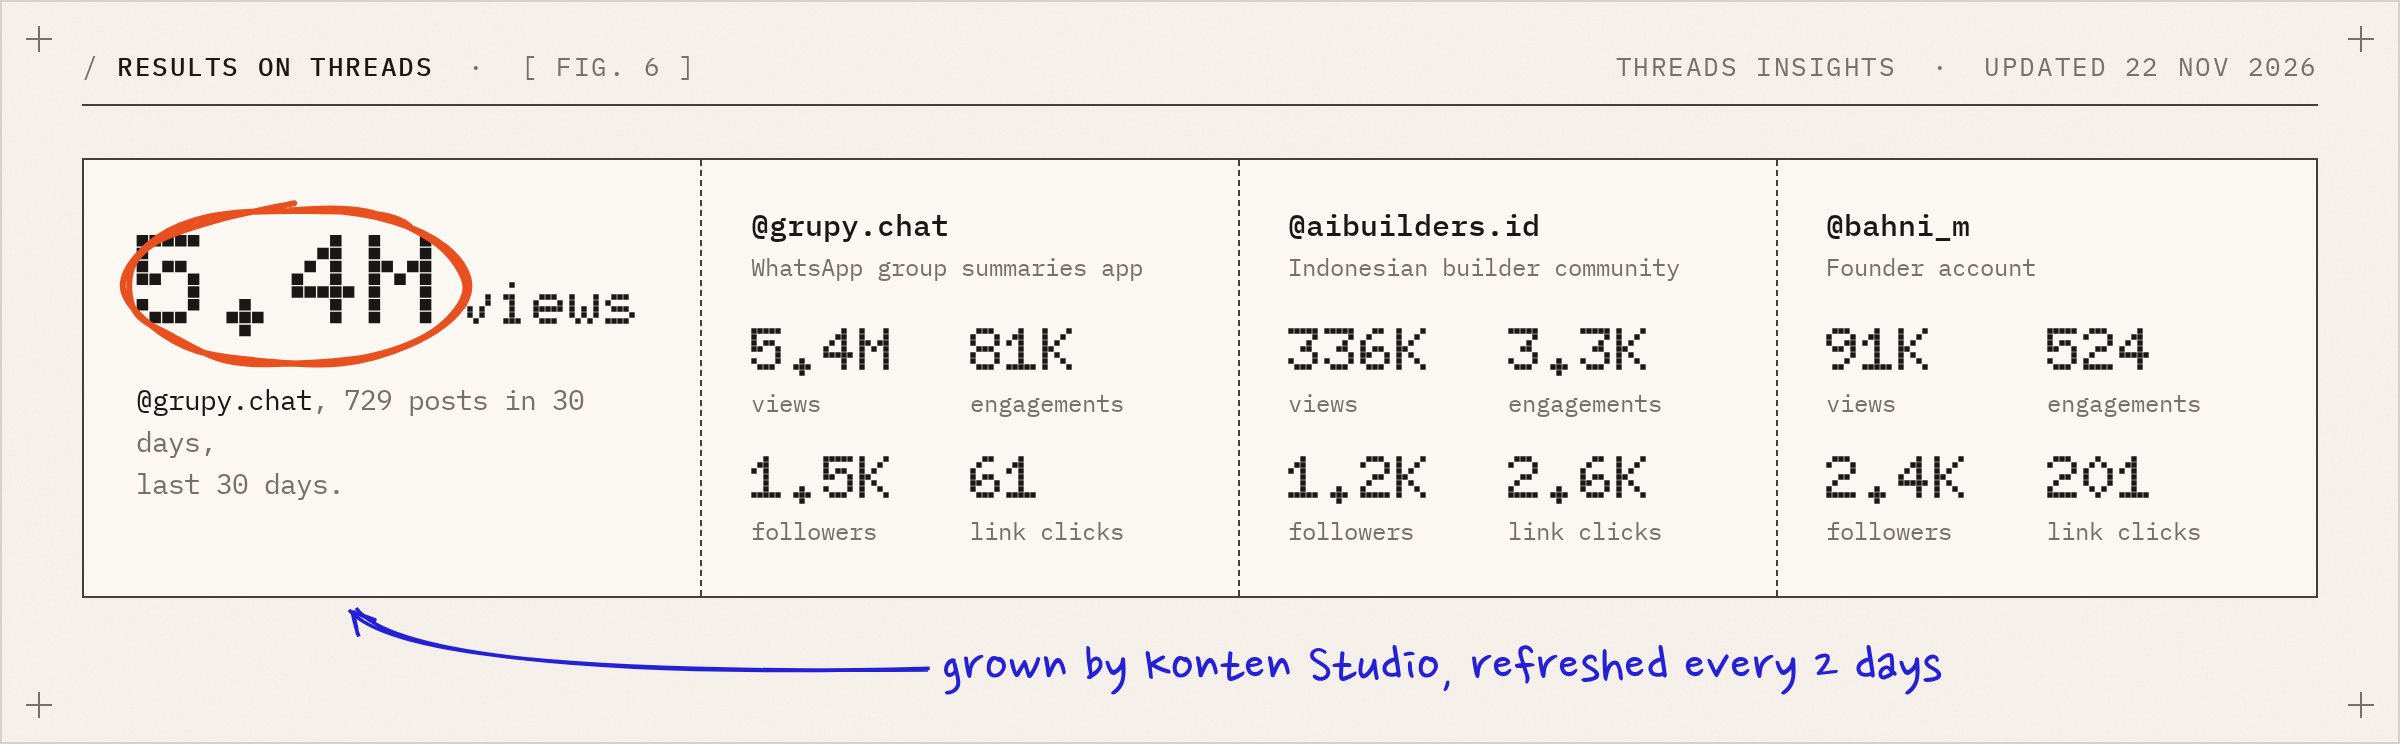 / RESULTS ON THREADS · [ FIG. 6 ]
THREADS INSIGHTS · UPDATED 22 NOV 2026
5.4M views
@grupy.chat, 729 posts in 30
days,
last 30 days.
@grupy.chat
WhatsApp group summaries app
5.4M 81K
views engagements
1.5K 61
followers link clicks
@aibuilders.id
Indonesian builder community
336K 3.3K
views engagements
1.2K 2.6K
followers link clicks
@bahni_m
Founder account
91K 524
views engagements
2.4K 201
followers link clicks
grown by Konten Studio, refreshed every 2 days